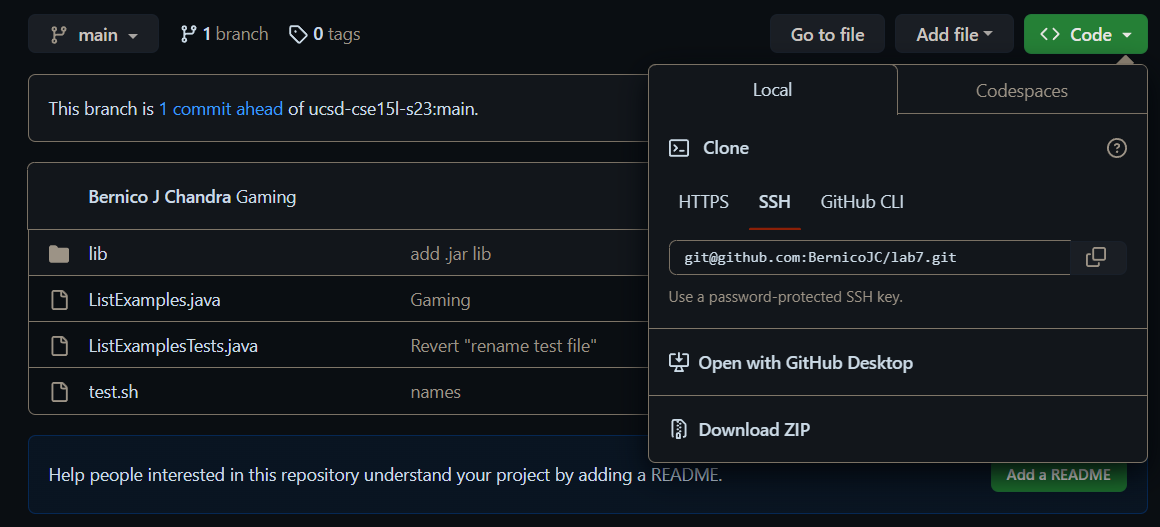 main
1 branch
0 tags
Go to file
Add file
Code
This branch is 1 commit ahead of ucsd-cse15l-s23:main.
Bernico J Chandra Gaming
lib
add .jar lib
ListExamples.java
Gaming
ListExamplesTests.java
Revert "rename test file"
test.sh
names
Help people interested in this repository understand your project by adding a README.
Add a README
Local
Codespaces
Clone
HTTPS
SSH
GitHub CLI
git@github.com:BernicoJC/lab7.git
Use a password-protected SSH key.
Open with GitHub Desktop
Download ZIP